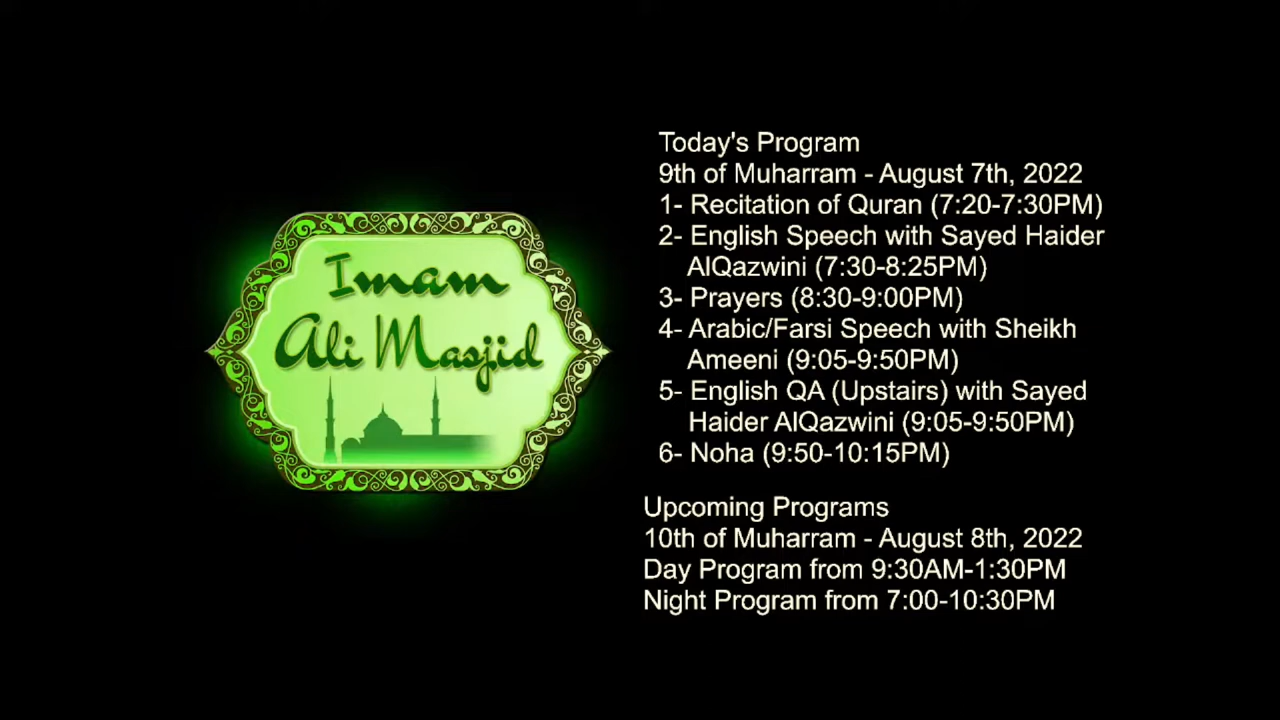 Imam
Ali Masjid
Today's Program
9th of Muharram - August 7th, 2022
1- Recitation of Quran (7:20-7:30PM)
2- English Speech with Sayed Haider
AlQazwini (7:30-8:25PM)
3- Prayers (8:30-9:00PM)
4- Arabic/Farsi Speech with Sheikh
Ameeni (9:05-9:50PM)
5- English QA (Upstairs) with Sayed
Haider AlQazwini (9:05-9:50PM)
6- Noha (9:50-10:15PM)
Upcoming Programs
10th of Muharram - August 8th, 2022
Day Program from 9:30AM-1:30PM
Night Program from 7:00-10:30PM